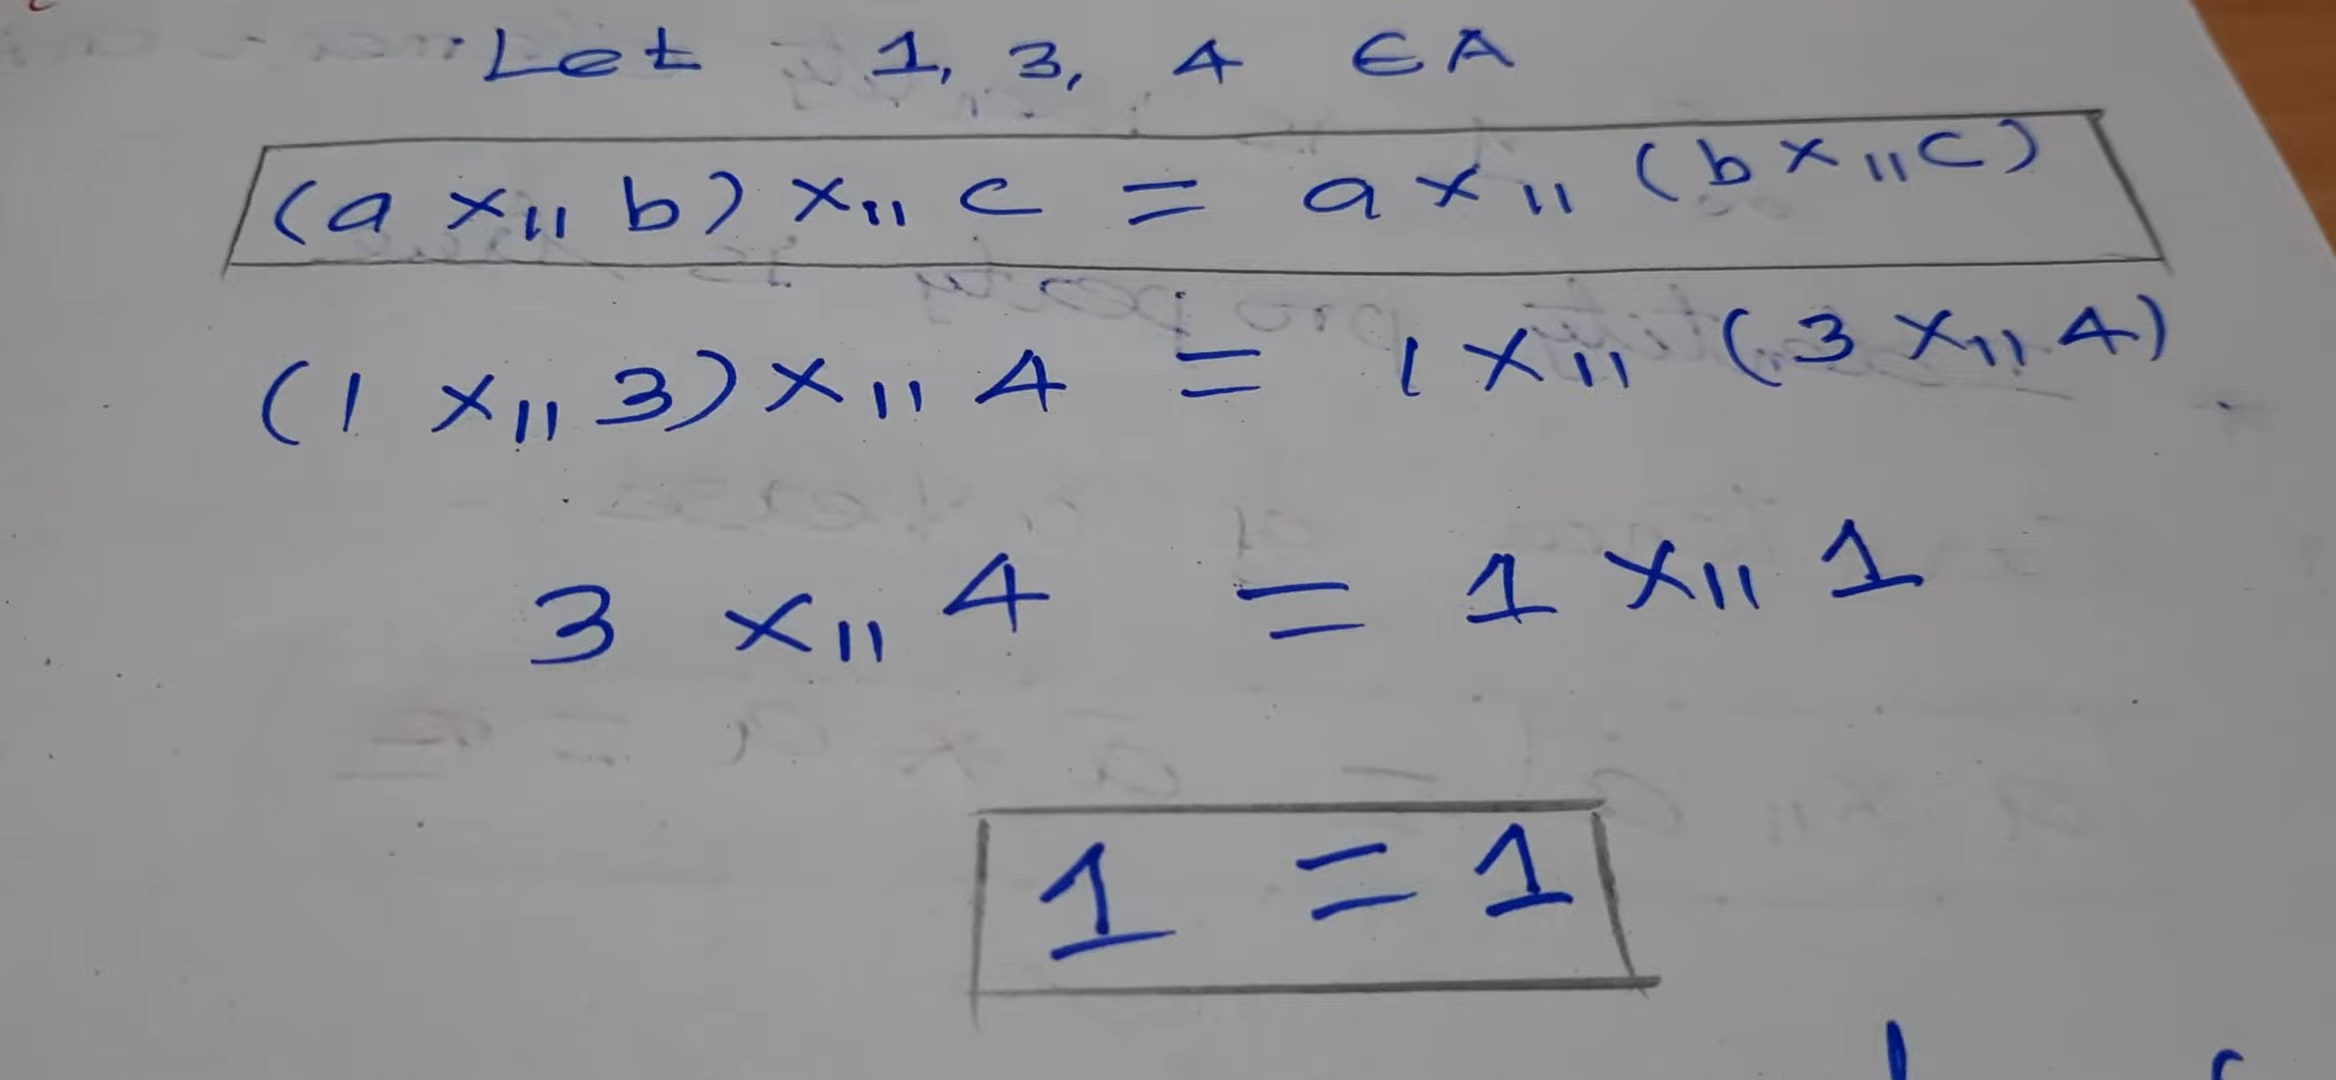 Let 1, 3, 4 ∈ A
(a ×₁₁ b) ×₁₁ c = a ×₁₁ (b ×₁₁ c)
(1 ×₁₁ 3) ×₁₁ 4 = 1 ×₁₁ (3 ×₁₁ 4)
3 ×₁₁ 4 = 1 ×₁₁ 1
1 = 1